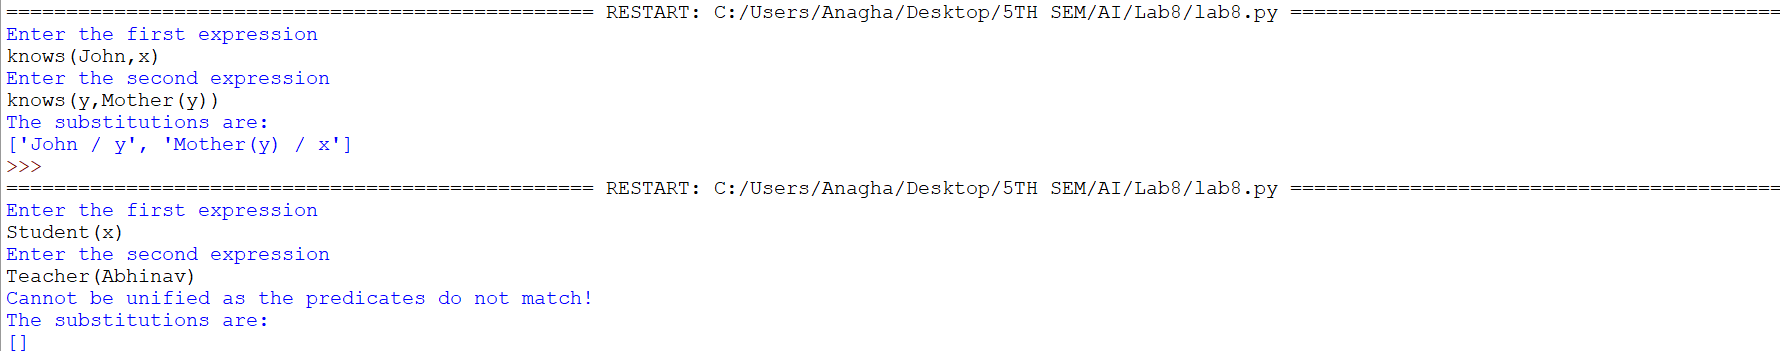 ================================================= RESTART: C:/Users/Anagha/Desktop/5TH SEM/AI/Lab8/lab8.py =========================================
Enter the first expression
knows(John,x)
Enter the second expression
knows(y,Mother(y))
The substitutions are:
['John / y', 'Mother(y) / x']
>>>
================================================= RESTART: C:/Users/Anagha/Desktop/5TH SEM/AI/Lab8/lab8.py =========================================
Enter the first expression
Student(x)
Enter the second expression
Teacher(Abhinav)
Cannot be unified as the predicates do not match!
The substitutions are:
[]